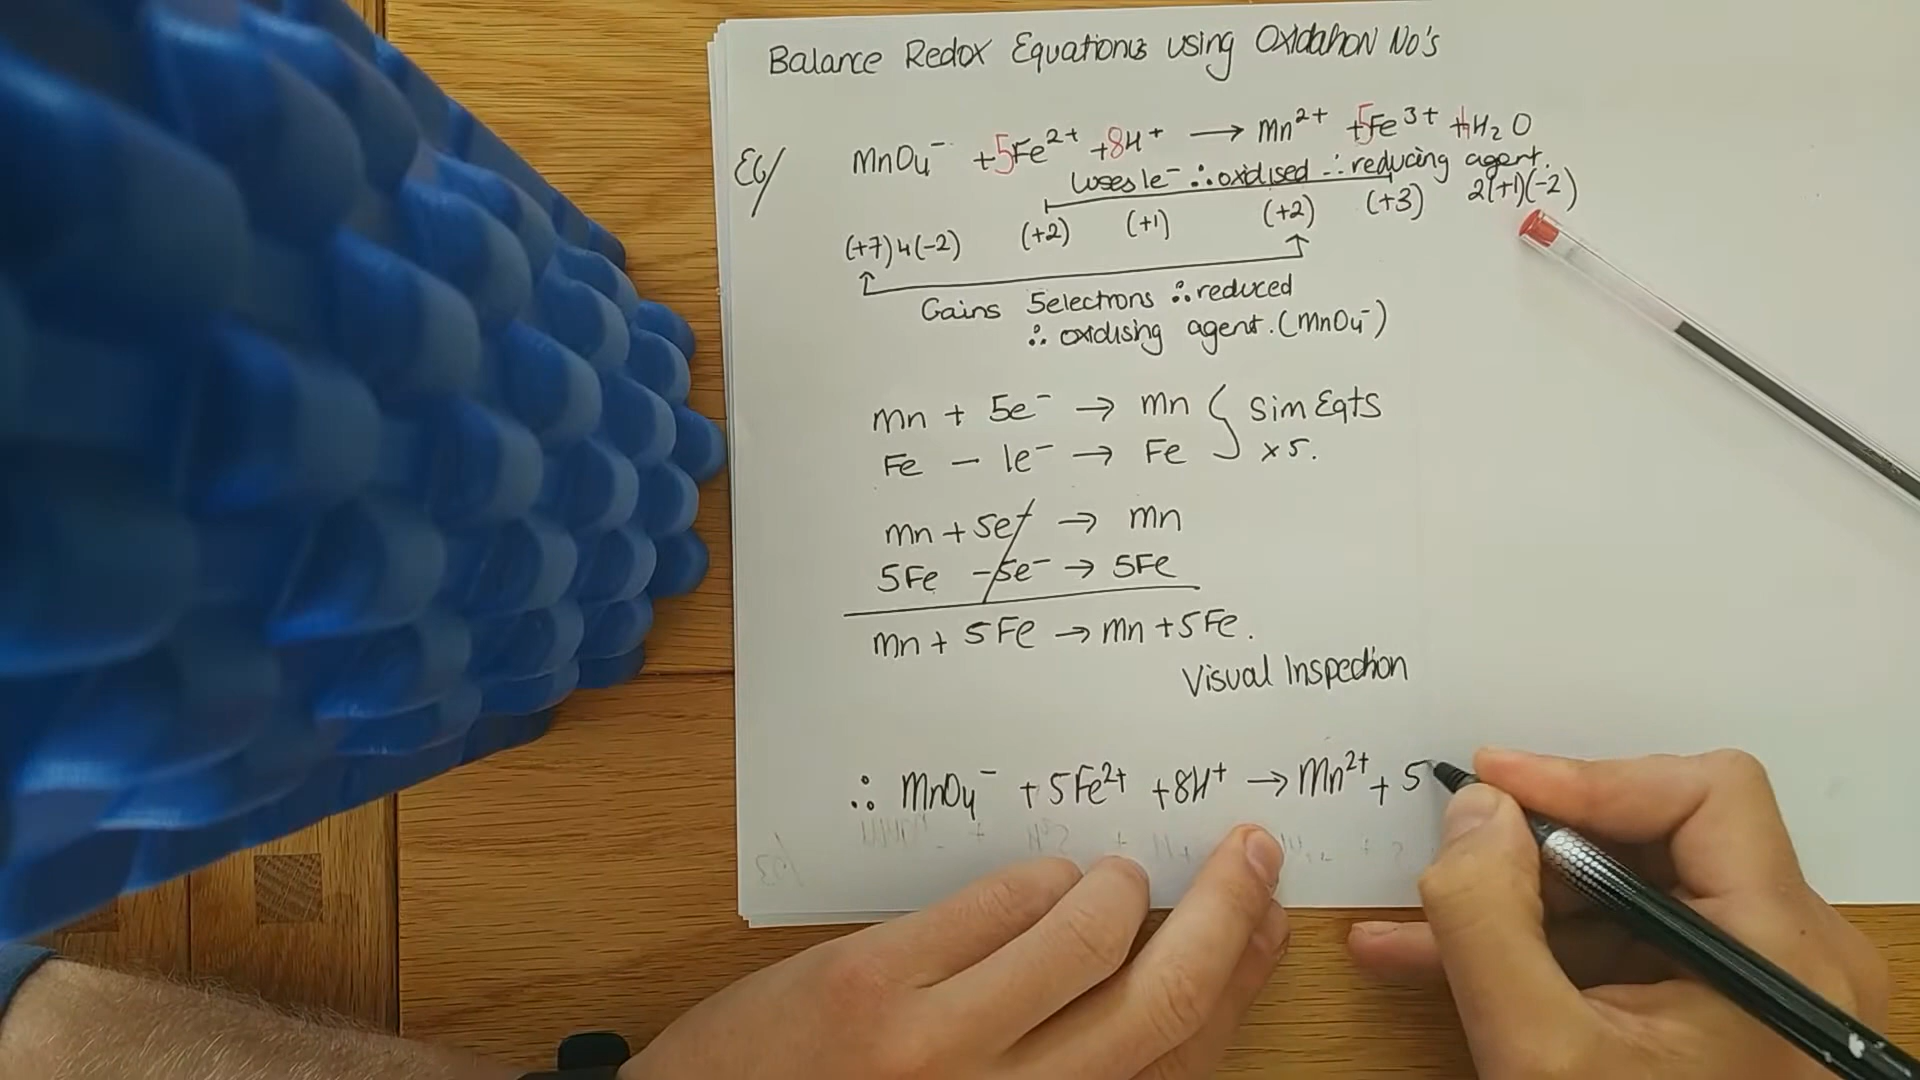 Balance Redox Equations using Oxidation No's
EG/ MnO4⁻ +5Fe²⁺ +8H⁺ → Mn²⁺ +5Fe³⁺ +4H2O
Loses 1e⁻ ∴ oxidised ∴ reducing agent.
(+7)4(-2) (+2) (+1) (+2) (+3) 2(+1)(-2)
Gains 5electrons ∴ reduced
∴ oxidising agent. (MnO4⁻)
Mn + 5e⁻ → Mn } Sim Eqts
Fe - 1e⁻ → Fe x5.
Mn + 5e⁻ → Mn
5Fe -5e⁻ → 5Fe
Mn + 5Fe → Mn +5Fe.
Visual Inspection
∴ MnO4⁻ + 5Fe²⁺ +8H⁺ → Mn²⁺ + 5